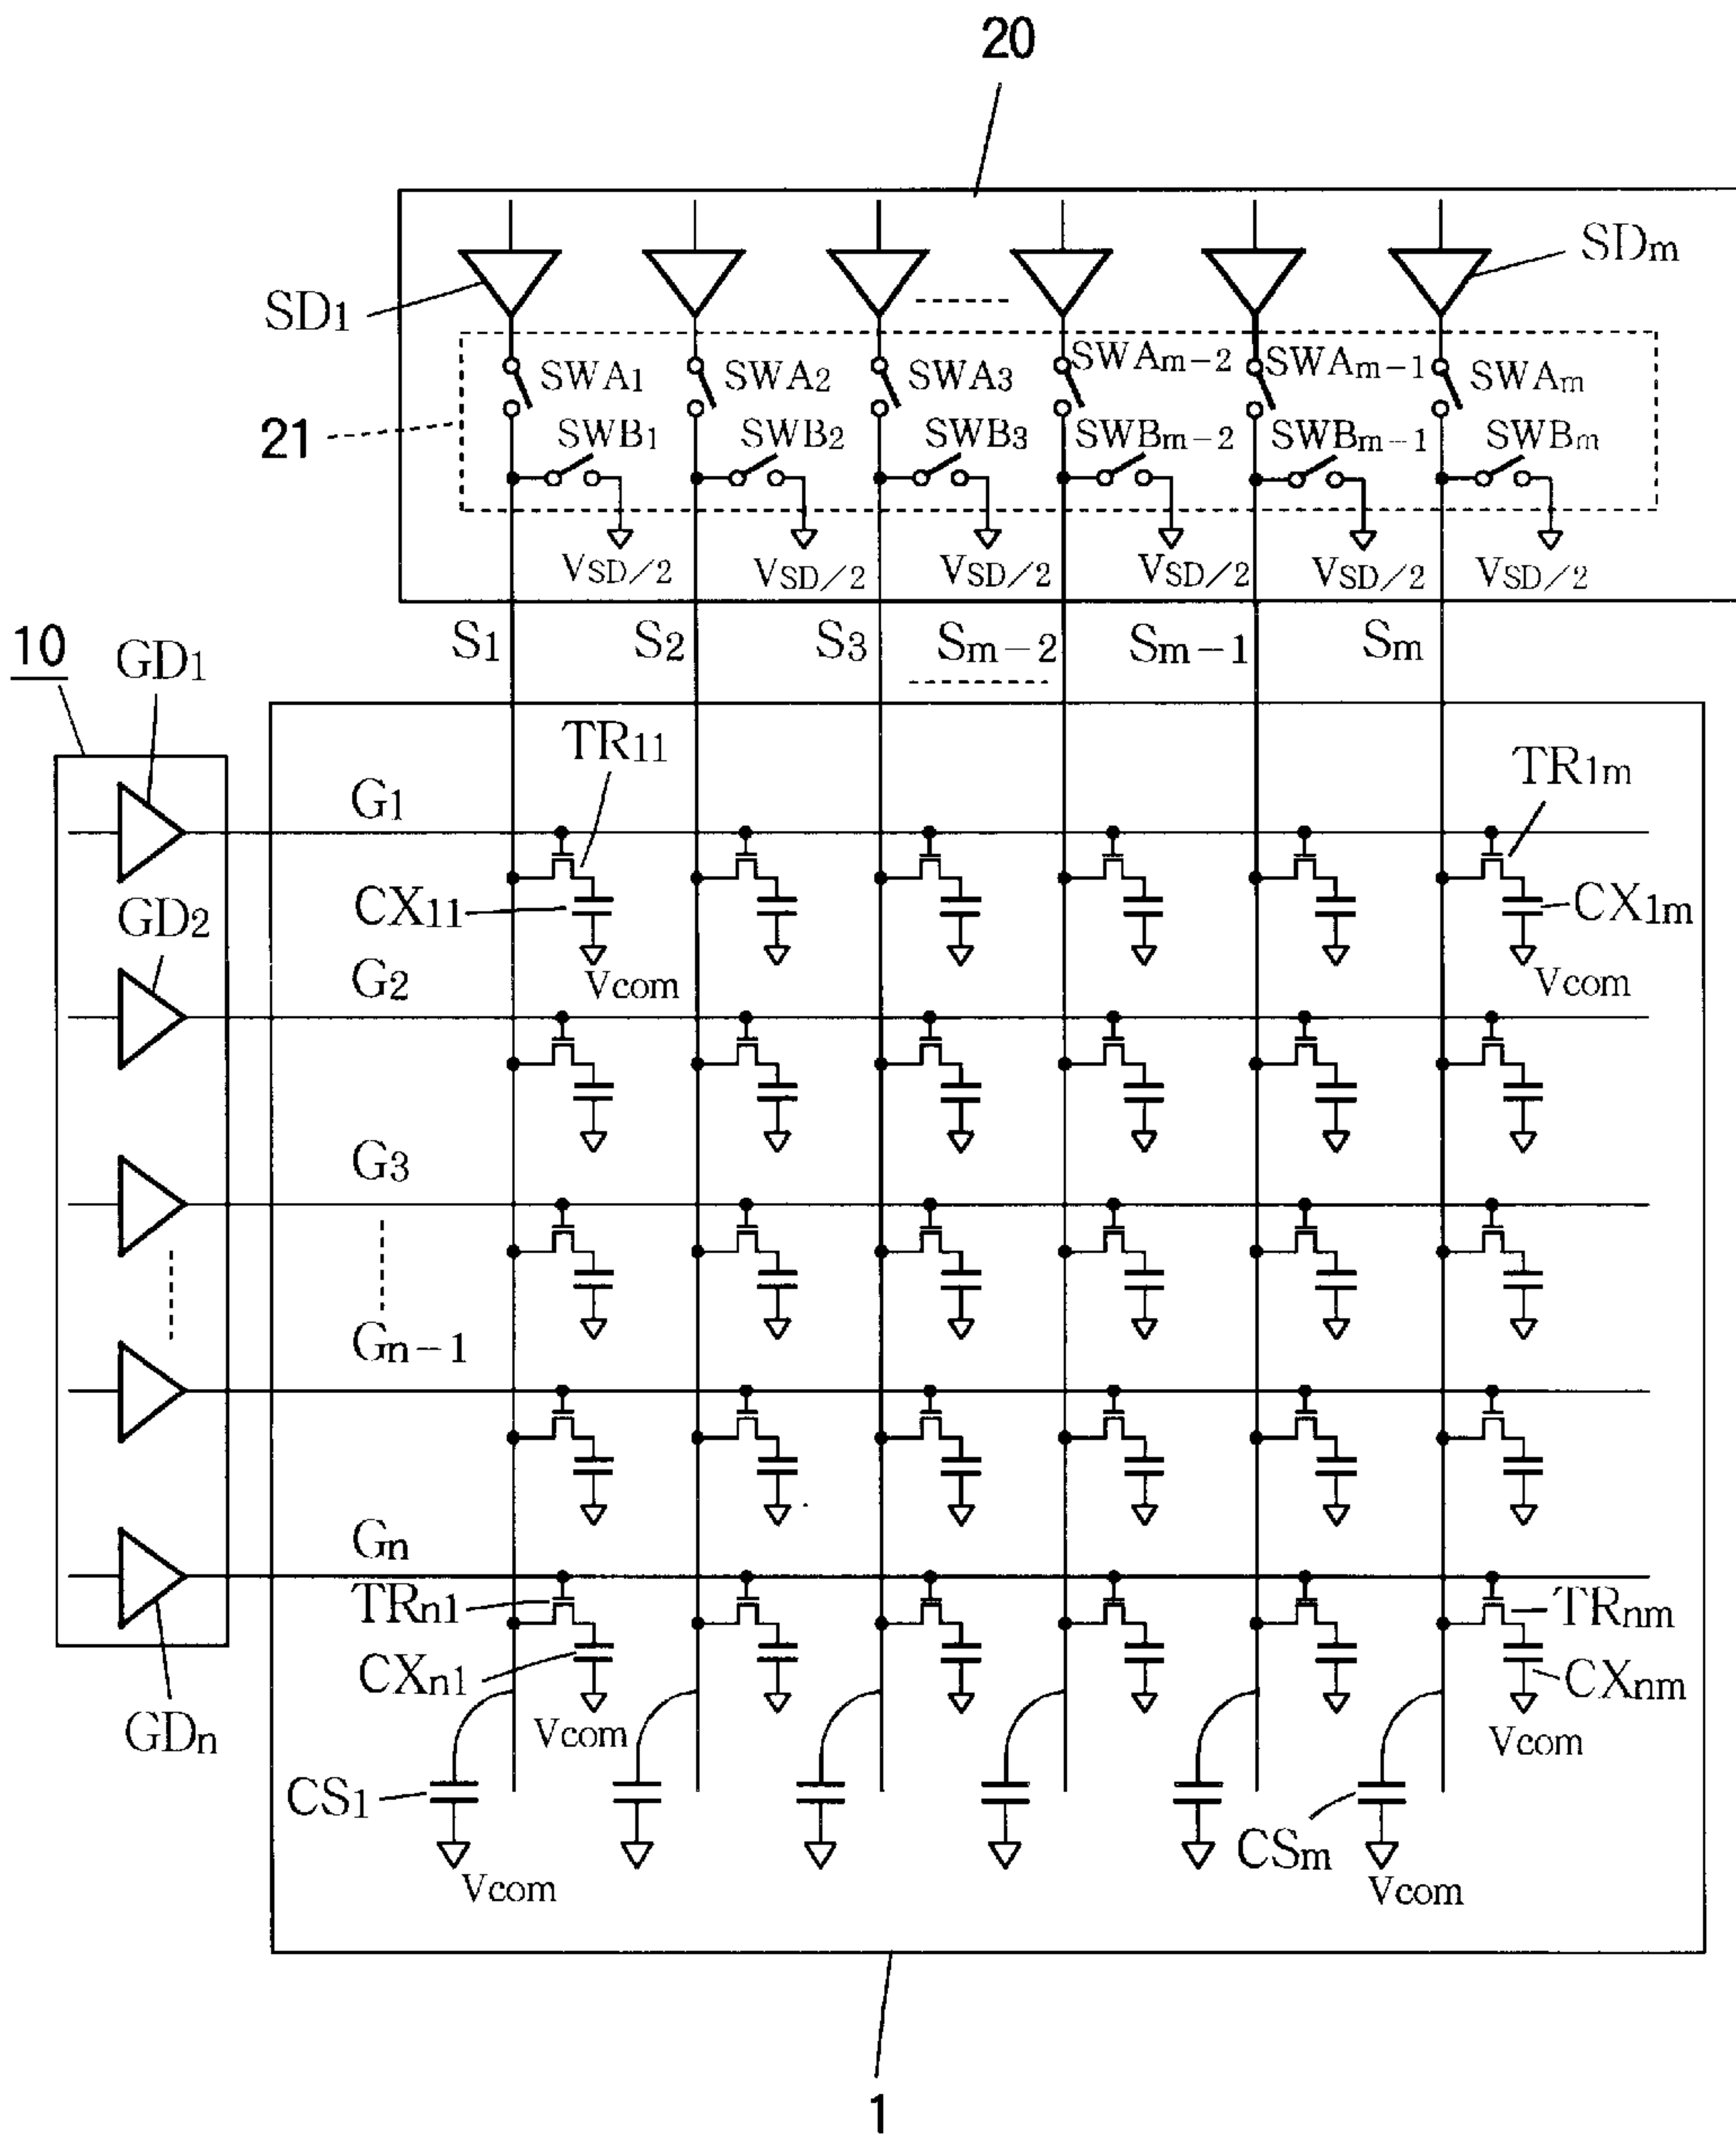 20
SD1
SDm
SWA1 SWA2 SWA3 SWAm-2 SWAm-1 SWAm
21
SWB1 SWB2 SWB3 SWBm-2 SWBm-1 SWBm
VSD/2 VSD/2 VSD/2 VSD/2 VSD/2 VSD/2
S1 S2 S3 Sm-2 Sm-1 Sm
10
GD1
TR11
TR1m
G1
CX11
CX1m
GD2
G2
Vcom
Vcom
G3
Gn-1
Gn
TRn1
TRnm
CXn1
CXnm
GDn
Vcom
Vcom
CS1
CSm
Vcom
Vcom
1